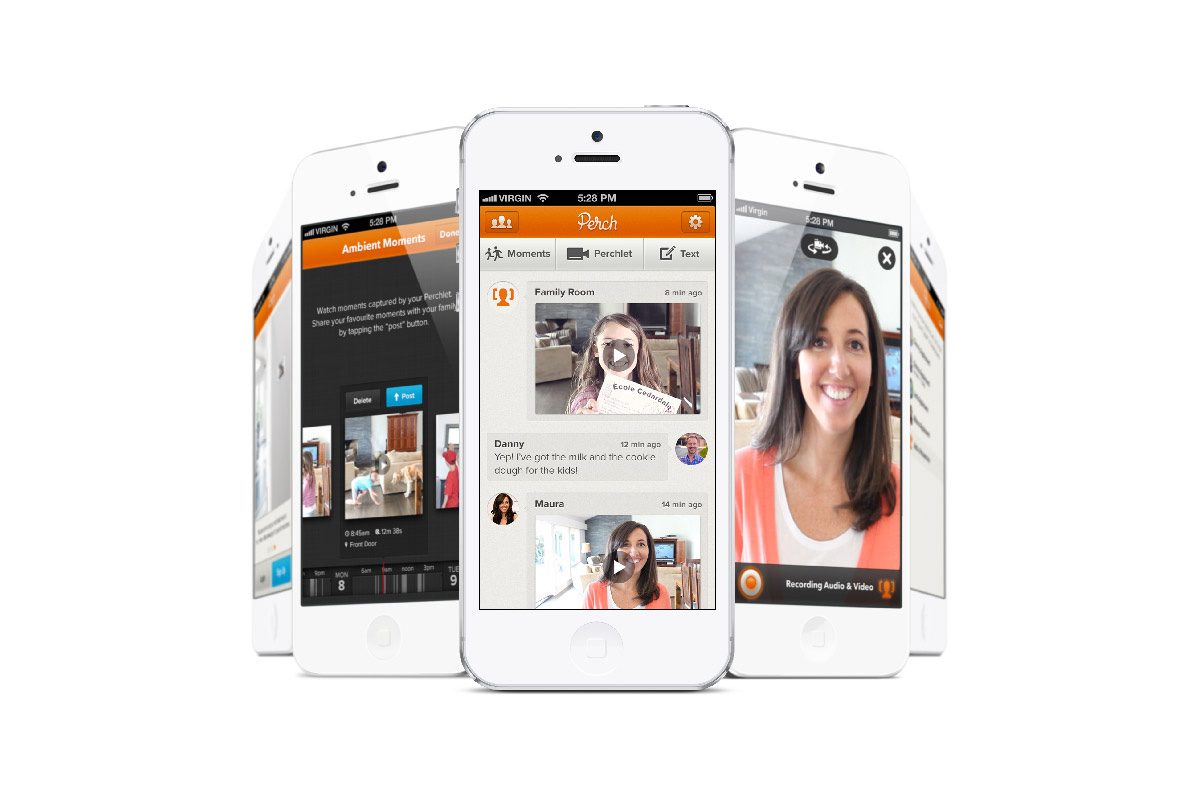 VIRGIN 5:28 PM
Ambient Moments Done
Watch moments captured by your Perchlet.
Share your favourite moments with your family
by tapping the "post" button.
Delete Post
8:45am 12m 38s
Front Door
9pm 6am 9am noon 3pm 9pm
MON TUE
8 9
VIRGIN 5:28 PM
Perch
Moments Perchlet Text
Family Room 8 min ago
Ecole Cedardale
Danny 12 min ago
Yep! I've got the milk and the cookie
dough for the kids!
Maura 14 min ago
Virgin 5:28 PM
Recording Audio & Video